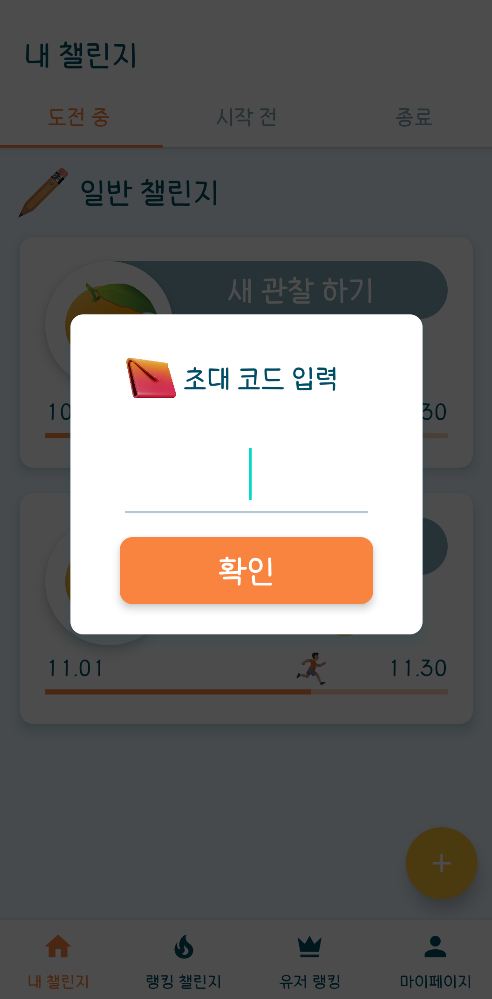 내 챌린지
도전 중 시작 전 종료
일반 챌린지
새 관찰 하기
초대 코드 입력
10 30
확인
11.01 11.30
+
내 챌린지 랭킹 챌린지 유저 랭킹 마이페이지